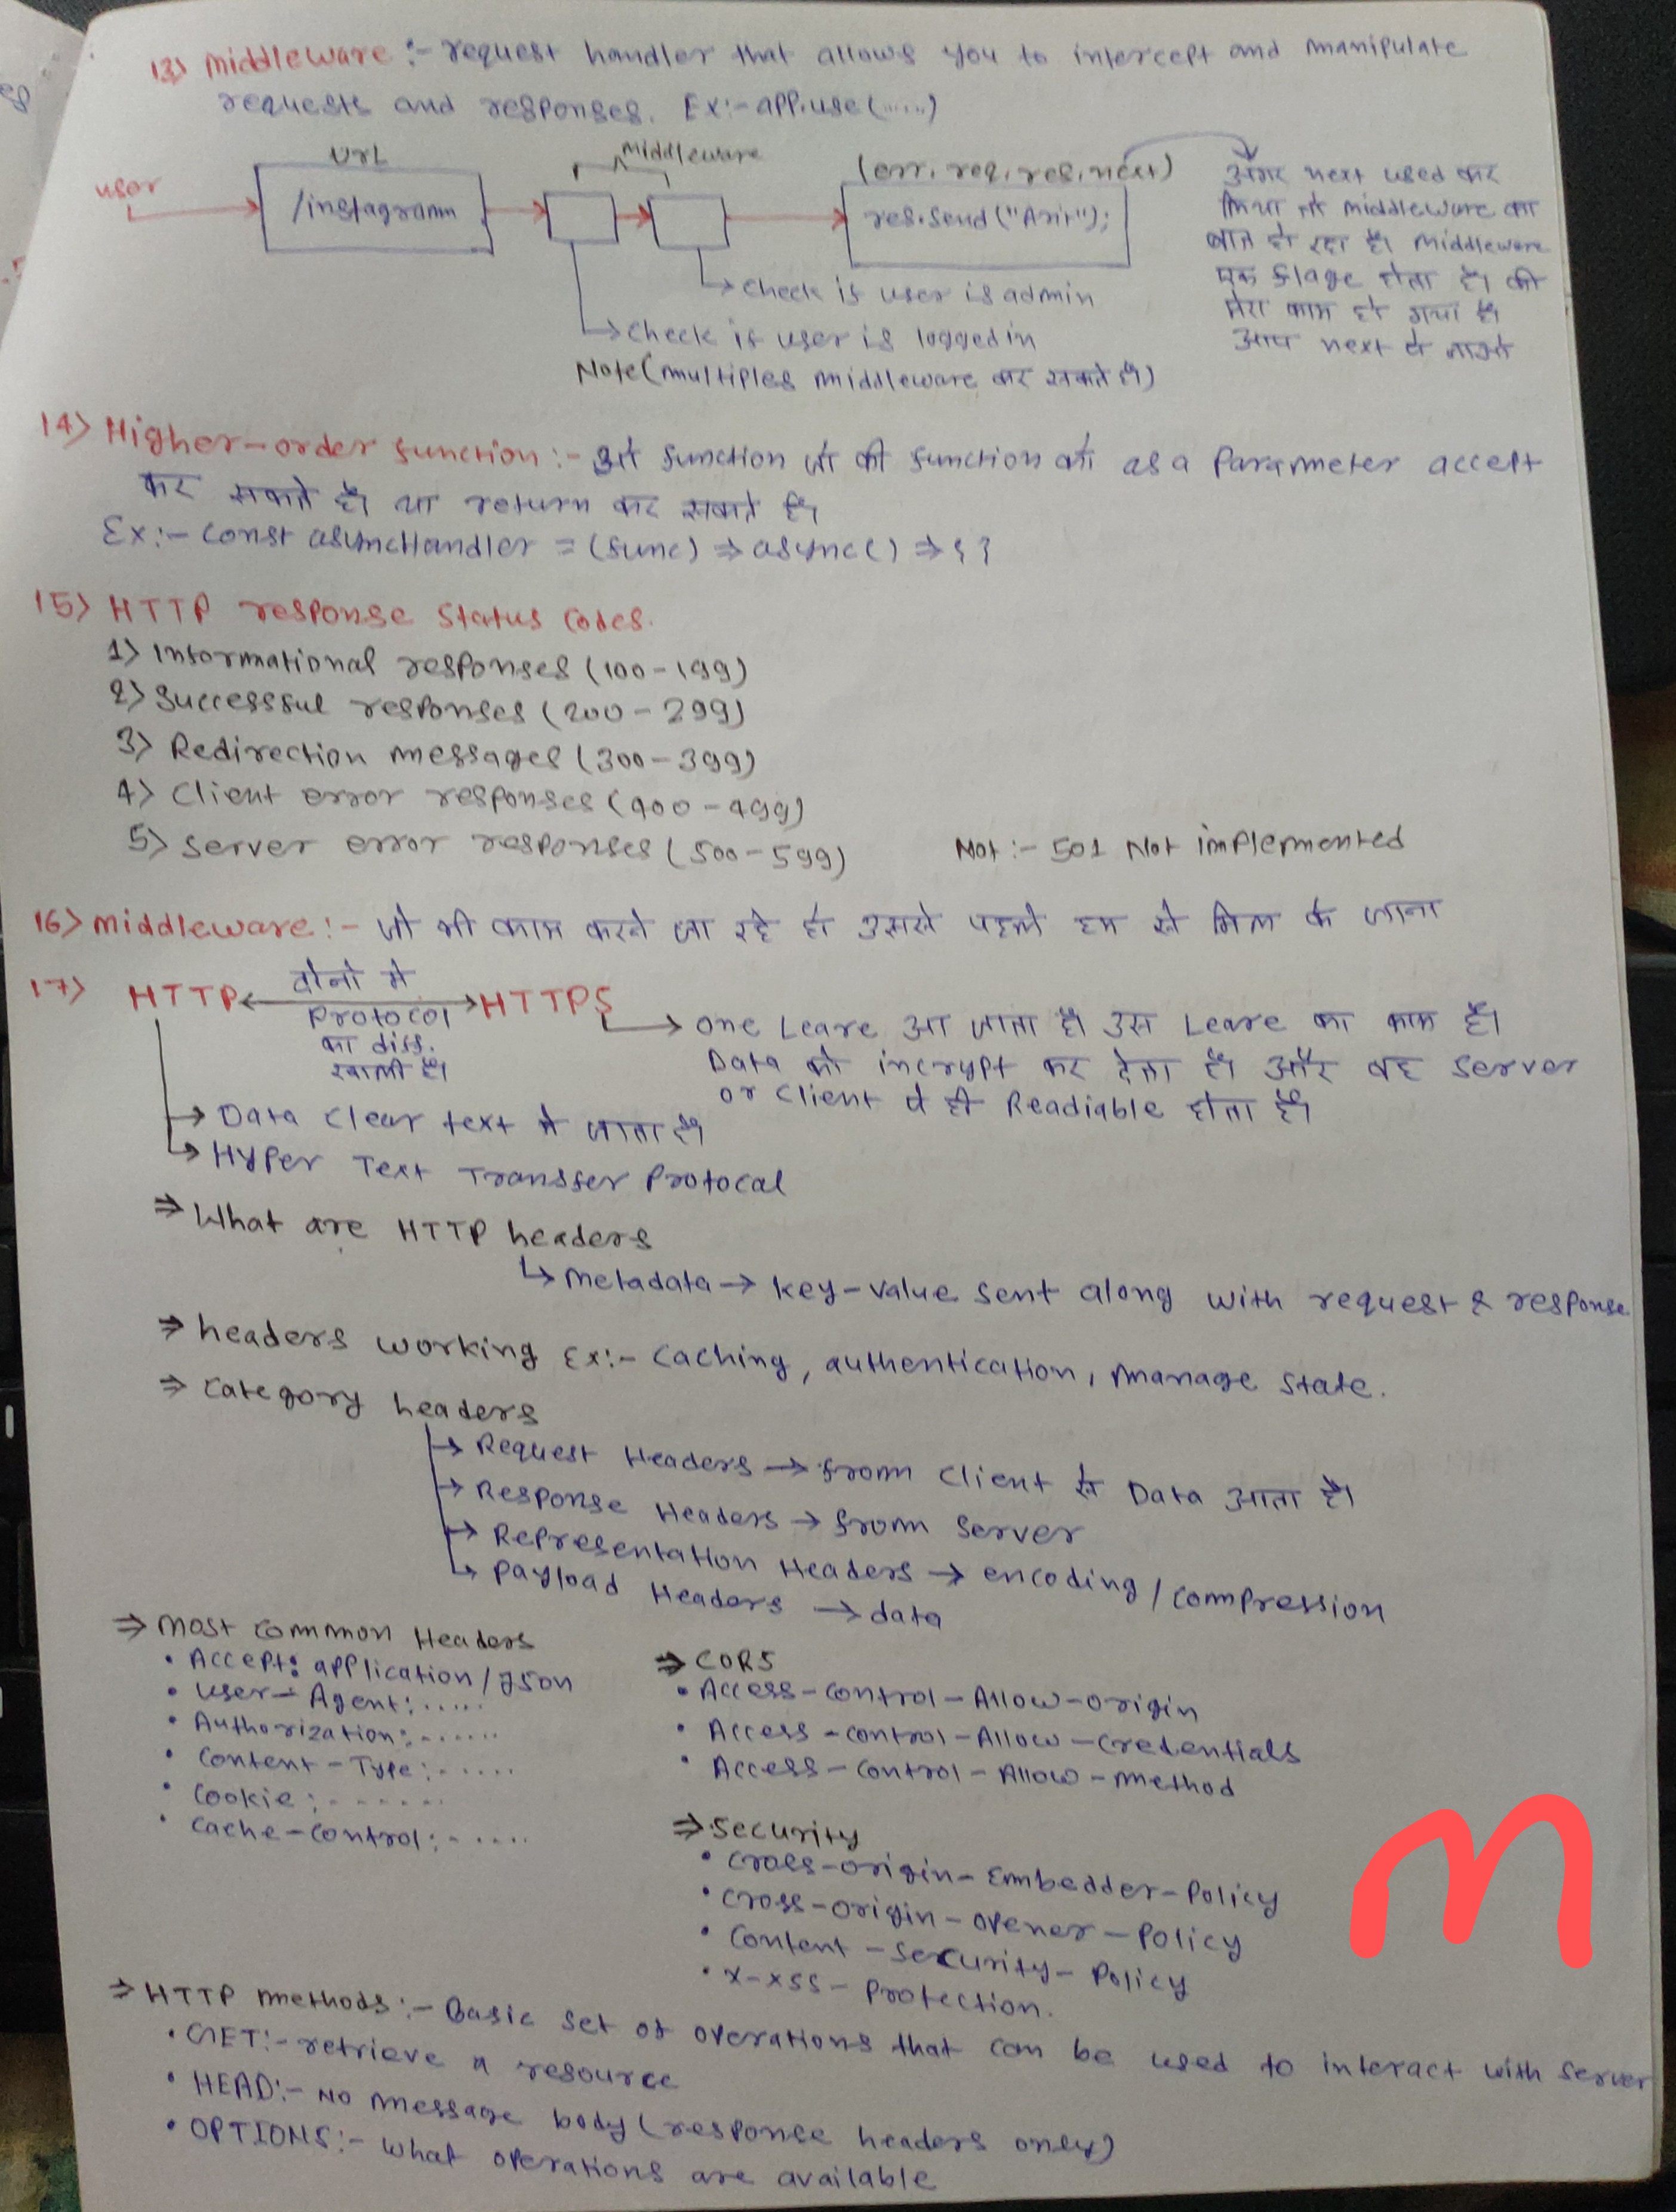 13) Middleware :- request handler that allows you to intercept and manipulate
requests and responses. Ex:- app.use(.....)
user
URL
/instagramm
Middleware
(err, req, res, next)
res.send("Arit");
check if user is admin
check if user is logged in
Note (multiples middleware कर सकते है)
अगर next used कर
लिया तो middleware का
बात हो रहा है। Middleware
एक flage होता है। की
मेरा काम हो गया है।
आप next पे जाओ
14) Higher-order function :- function जो की function को as a parameter accept
कर सकते है। या return कर सकते है।
Ex:- const asyncHandler = (func) => async() => { }
15) HTTP response status codes.
1) Informational responses (100-199)
2) Successful responses (200-299)
3) Redirection messages (300-399)
4) Client error responses (400-499)
5) Server error responses (500-599)
Not :- 501 Not implemented
16) middleware :- जो भी काम करने जा रहे हो उससे पहले हम से मिल के जाना
17) HTTP
दोनो मे
Protocol
का diff.
खाली है।
HTTPS
one Leare आ जाता है। उस Leare का काम है।
Data को incrypt कर देता है। और वह server
or client पे ही Readiable होता है।
Data clear text मे जाता है।
Hyper Text Transfer Protocal
⇒ What are HTTP headers
metadata → key-value sent along with request & response
⇒ headers working Ex:- caching, authentication, manage state.
⇒ category headers
Request Headers → from Client से Data आता है।
Response Headers → from server
Representation Headers → encoding / compression
Payload Headers → data
⇒ Most common Headers
• Accept: application/JSON
• User-Agent: .....
• Authorization: ......
• Content-Type: .....
• Cookie: .......
• Cache-control: .....
⇒ CORS
• Access-control-Allow-origin
• Access-control-Allow-credentials
• Access-control-Allow-method
⇒ Security
• cross-origin-Embedder-Policy
• cross-origin-opener-Policy
• Content-Security-Policy
• X-XSS-Protection.
⇒ HTTP methods :- Basic set of operations that can be used to interact with server
• GET :- retrieve a resource
• HEAD :- No message body (response headers only)
• OPTIONS :- What operations are available